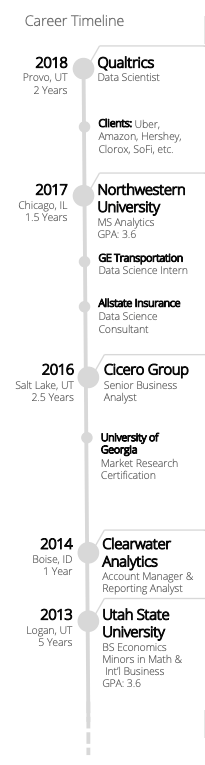 Career Timeline
2018
Provo, UT
2 Years
Qualtrics
Data Scientist
Clients: Uber,
Amazon, Hershey,
Clorox, SoFi, etc.
2017
Chicago, IL
1.5 Years
Northwestern
University
MS Analytics
GPA: 3.6
GE Transportation
Data Science Intern
Allstate Insurance
Data Science
Consultant
2016
Salt Lake, UT
2.5 Years
Cicero Group
Senior Business
Analyst
University of
Georgia
Market Research
Certification
2014
Boise, ID
1 Year
Clearwater
Analytics
Account Manager &
Reporting Analyst
2013
Logan, UT
5 Years
Utah State
University
BS Economics
Minors in Math &
Int'l Business
GPA: 3.6